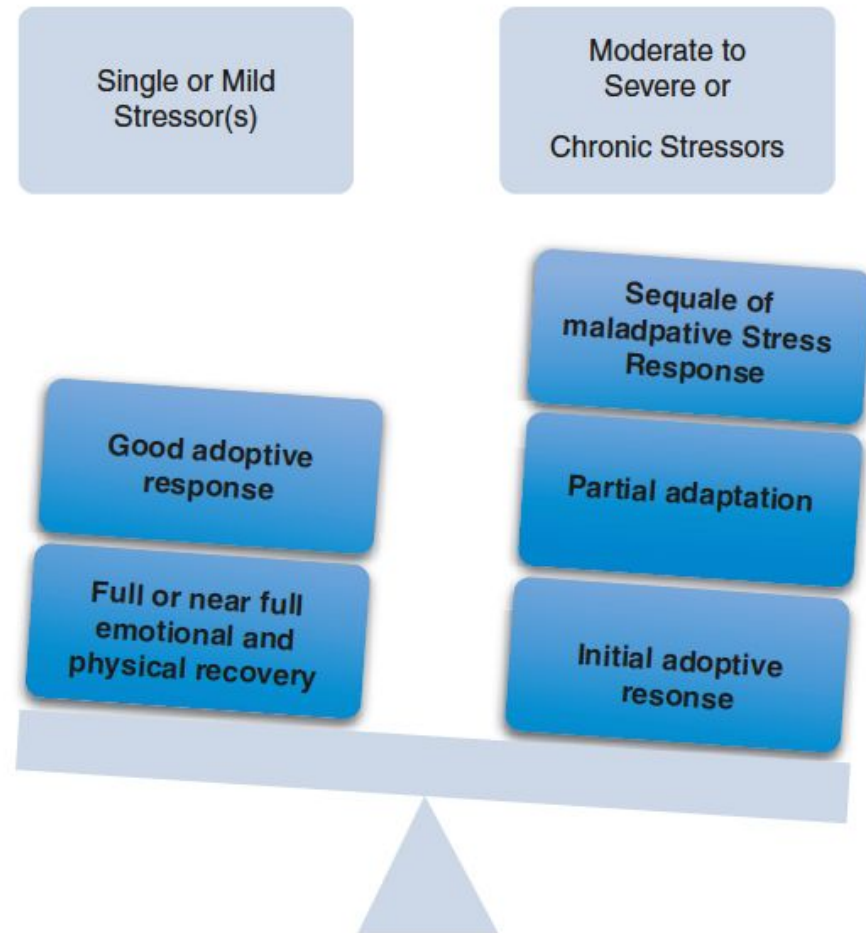 Single or Mild
Stressor(s)
Moderate to
Severe or
Chronic Stressors
Good adoptive
response
Full or near full
emotional and
physical recovery
Sequale of
maladpative Stress
Response
Partial adaptation
Initial adoptive
resonse